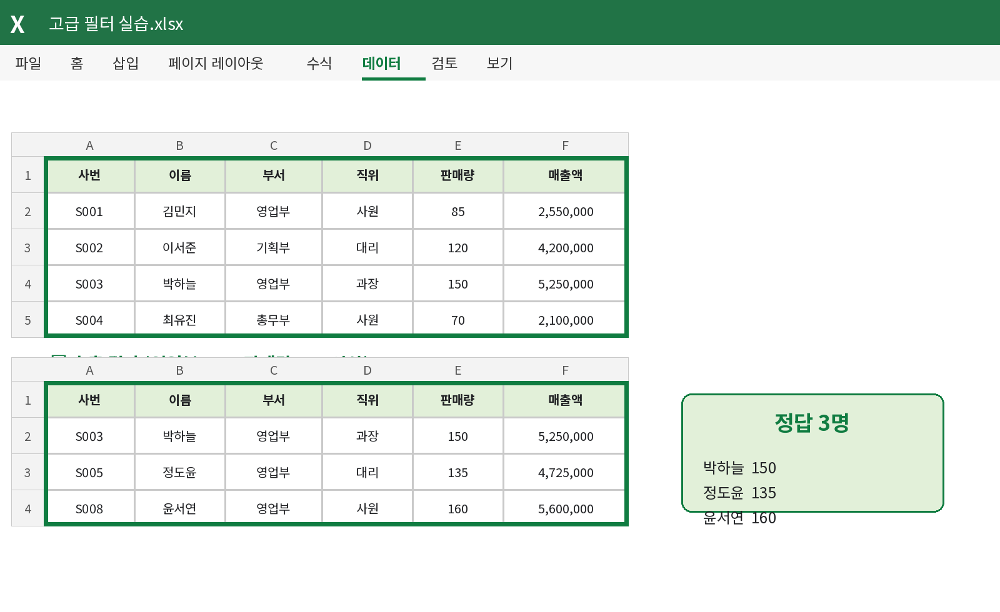 X 고급 필터 실습.xlsx
파일 홈 삽입 페이지 레이아웃 수식 데이터 검토 보기
A B C D E F
1 사번 이름 부서 직위 판매량 매출액
2 S001 김민지 영업부 사원 85 2,550,000
3 S002 이서준 기획부 대리 120 4,200,000
4 S003 박하늘 영업부 과장 150 5,250,000
5 S004 최유진 총무부 사원 70 2,100,000
A B C D E F
1 사번 이름 부서 직위 판매량 매출액
2 S003 박하늘 영업부 과장 150 5,250,000
3 S005 정도윤 영업부 대리 135 4,725,000
4 S008 윤서연 영업부 사원 160 5,600,000
정답 3명
박하늘 150
정도윤 135
윤서연 160